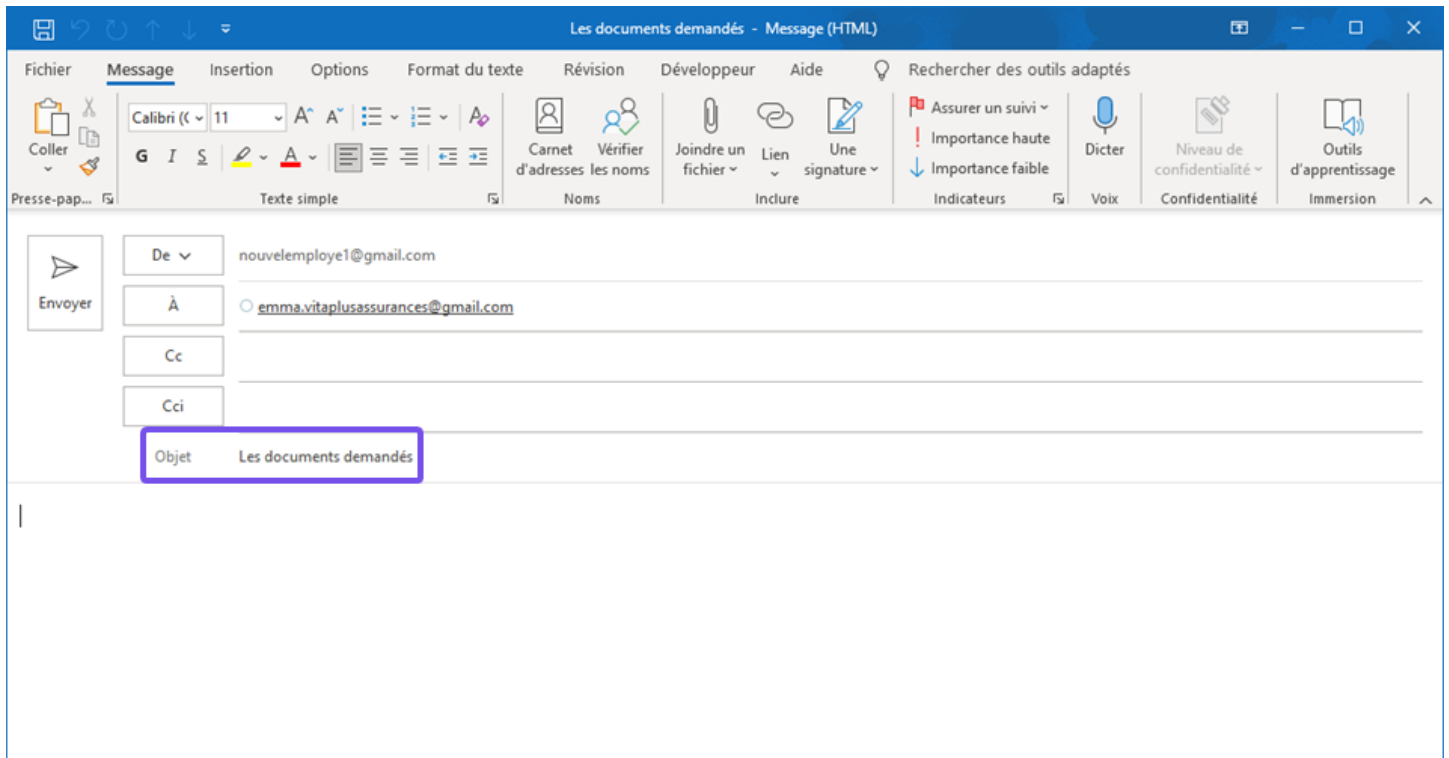 Les documents demandés - Message (HTML)
Fichier Message Insertion Options Format du texte Révision Développeur Aide Rechercher des outils adaptés
Coller
Presse-pap...
Calibri (( 11
G I S A A
Texte simple
Carnet d'adresses
Vérifier les noms
Noms
Joindre un fichier
Lien
Une signature
Inclure
Assurer un suivi
Importance haute
Importance faible
Indicateurs
Dicter
Voix
Niveau de confidentialité
Confidentialité
Outils d'apprentissage
Immersion
Envoyer
De nouvelemploye1@gmail.com
À emma.vitaplusassurances@gmail.com
Cc
Cci
Objet Les documents demandés